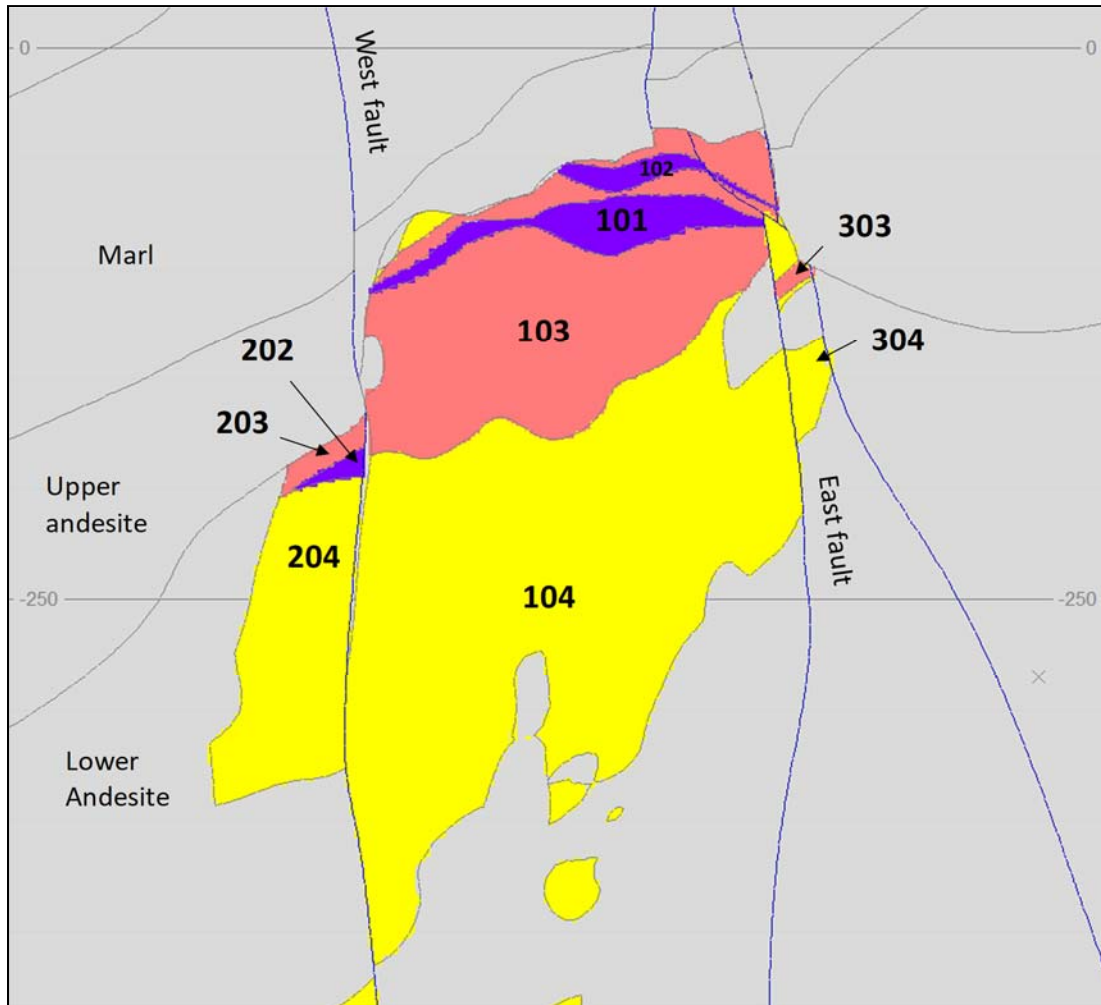 0
0
West fault
102
101
303
Marl
103
202
304
203
Upper
andesite
East fault
204
104
-250
-250
Lower
Andesite